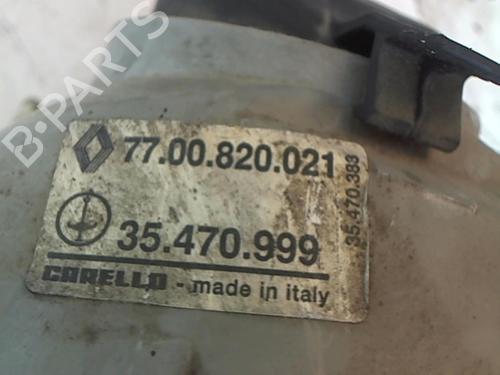 B-PARTS
77.00.820.021
35.470.383
35.470.999
CARELLO - made in italy